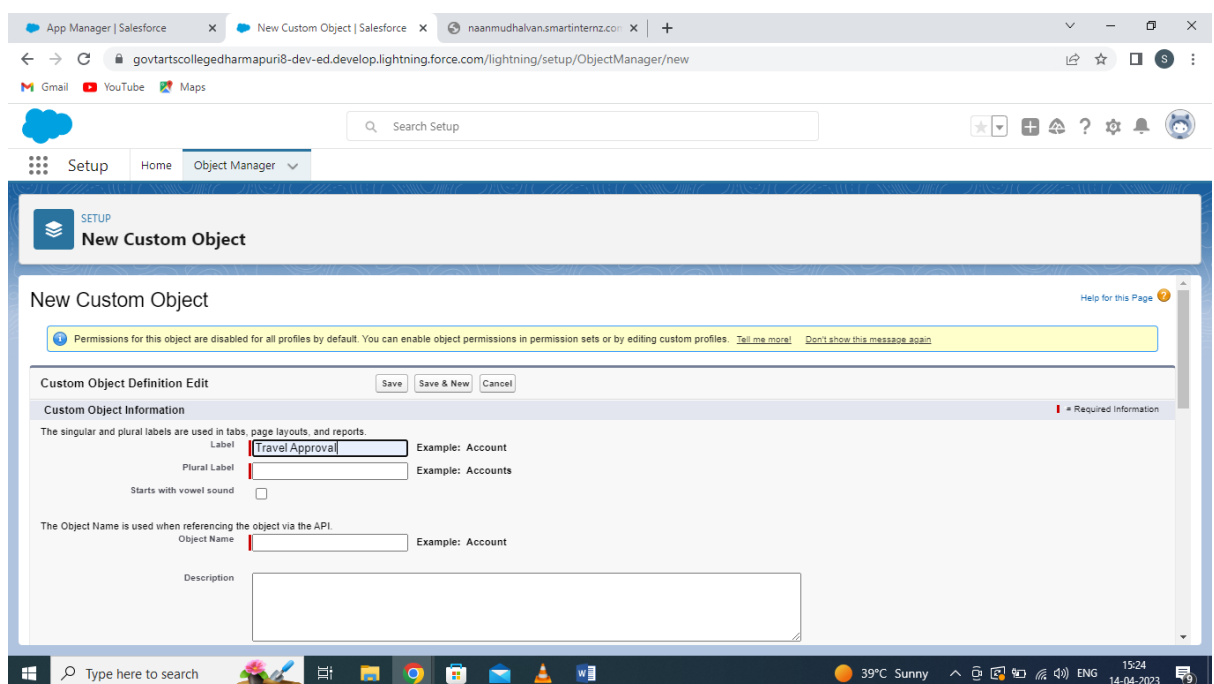 App Manager | Salesforce
New Custom Object | Salesforce
naanmudhalvan.smartinternz.con
govtartscollegedharmapuri8-dev-ed.develop.lightning.force.com/lightning/setup/ObjectManager/new
S
Gmail YouTube Maps
Search Setup
Setup Home Object Manager
SETUP
New Custom Object
New Custom Object
Help for this Page
Permissions for this object are disabled for all profiles by default. You can enable object permissions in permission sets or by editing custom profiles. Tell me more! Don't show this message again
Custom Object Definition Edit Save Save & New Cancel
Custom Object Information = Required Information
The singular and plural labels are used in tabs, page layouts, and reports.
Label Travel Approval Example: Account
Plural Label Example: Accounts
Starts with vowel sound
The Object Name is used when referencing the object via the API.
Object Name Example: Account
Description
Type here to search
39°C Sunny
ENG
15:24
14-04-2023